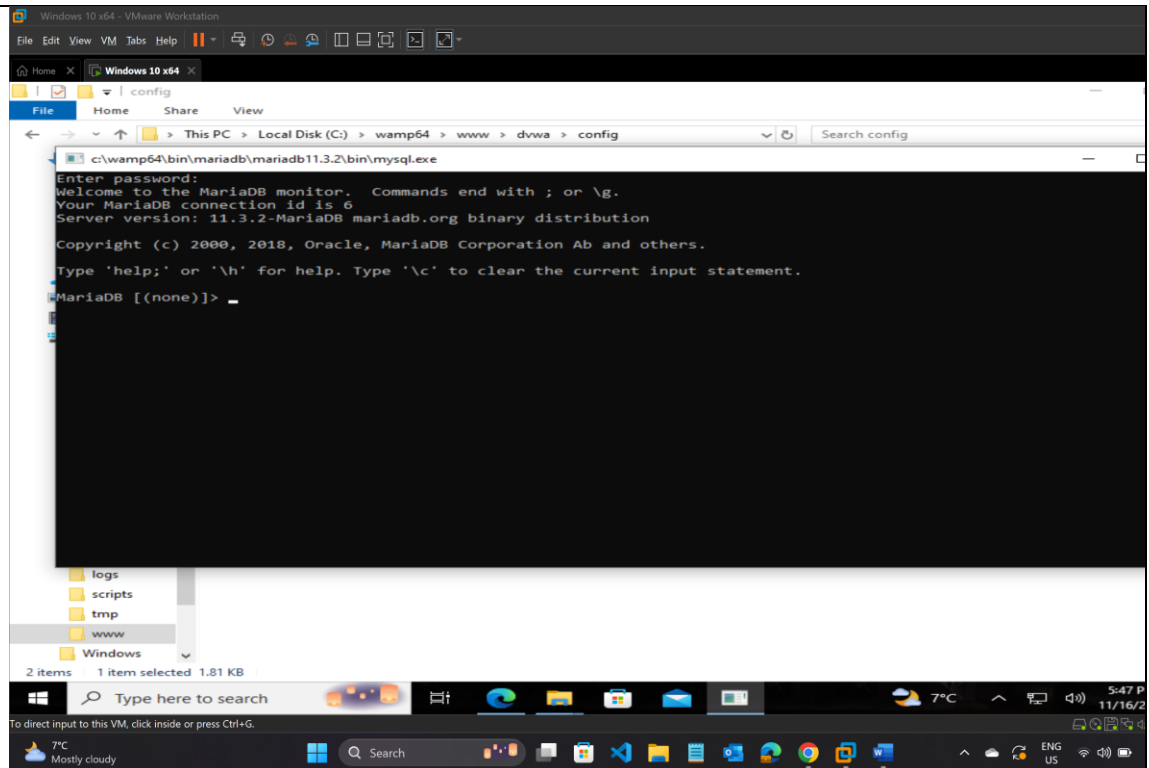 Windows 10 x64 - VMware Workstation
File Edit View VM Tabs Help
Home Windows 10 x64
config
File Home Share View
This PC > Local Disk (C:) > wamp64 > www > dvwa > config Search config
c:\wamp64\bin\mariadb\mariadb11.3.2\bin\mysql.exe
Enter password:
Welcome to the MariaDB monitor.  Commands end with ; or \g.
Your MariaDB connection id is 6
Server version: 11.3.2-MariaDB mariadb.org binary distribution
Copyright (c) 2000, 2018, Oracle, MariaDB Corporation Ab and others.
Type 'help;' or '\h' for help. Type '\c' to clear the current input statement.
MariaDB [(none)]> _
logs
scripts
tmp
www
Windows
2 items 1 item selected 1.81 KB
Type here to search 7°C 5:47 P
11/16/2
To direct input to this VM, click inside or press Ctrl+G.
7°C Search ENG
Mostly cloudy US